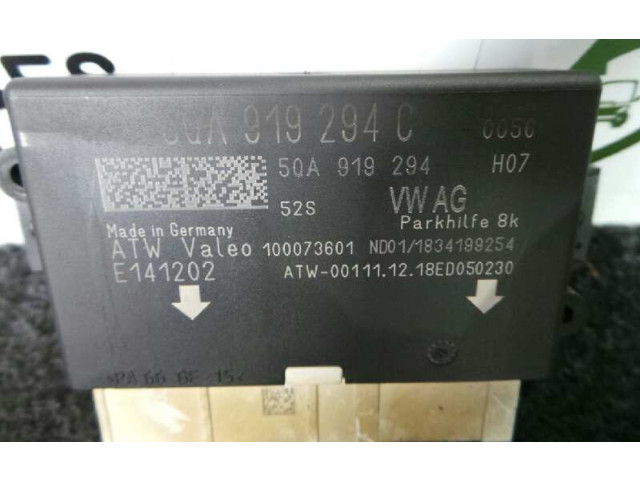 5QA 919 294 C 0050
5QA 919 294 H07
52S VW AG
Parkhilfe 8k
Made in Germany
ATW Valeo 100073601 ND01/1834199254
E141202 ATW-00111.12.18ED050230